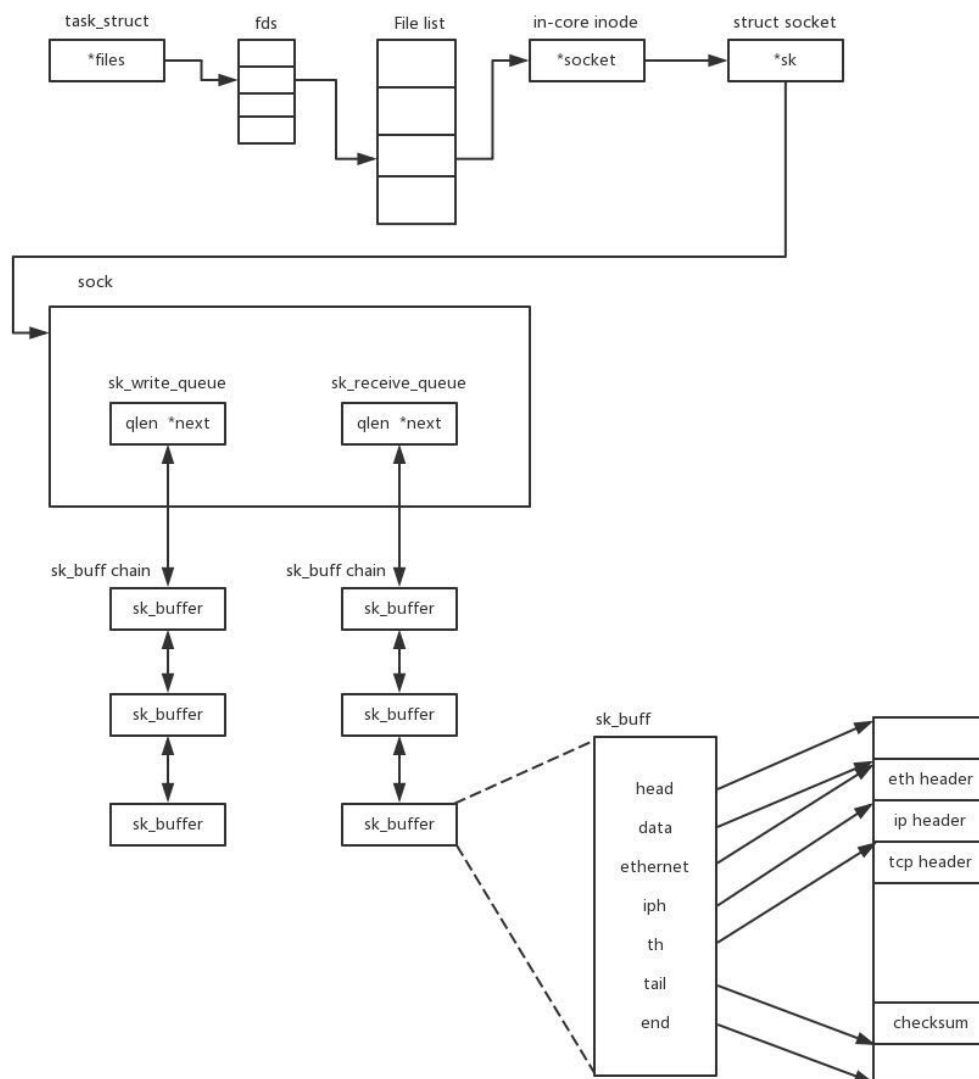 task_struct
fds
File list
in-core inode
struct socket
*files
*socket
*sk
sock
sk_write_queue
sk_receive_queue
qlen *next
qlen *next
sk_buff chain
sk_buff chain
sk_buffer
sk_buffer
sk_buffer
sk_buffer
sk_buffer
sk_buffer
sk_buff
head
data
ethernet
iph
th
tail
end
eth header
ip header
tcp header
checksum